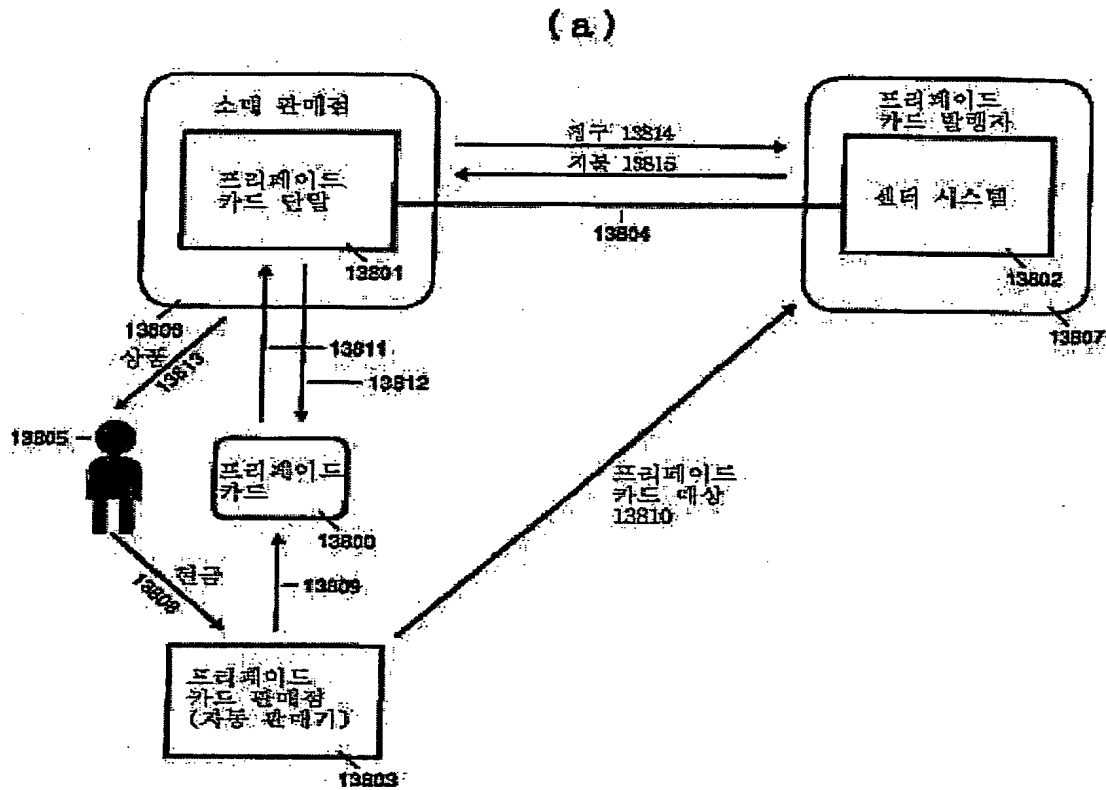 (a)
소매 판매점
프리페이드
카드 단말
13801
프리페이드
카드 발행자
센터 시스템
13802
13807
청구 13814
지불 13815
13804
13806
상품
13813
13811
13812
13805
프리페이드
카드
13800
프리페이드
카드 대상
13810
현금
13808
13809
프리페이드
카드 판매점
(자동 판매기)
13803